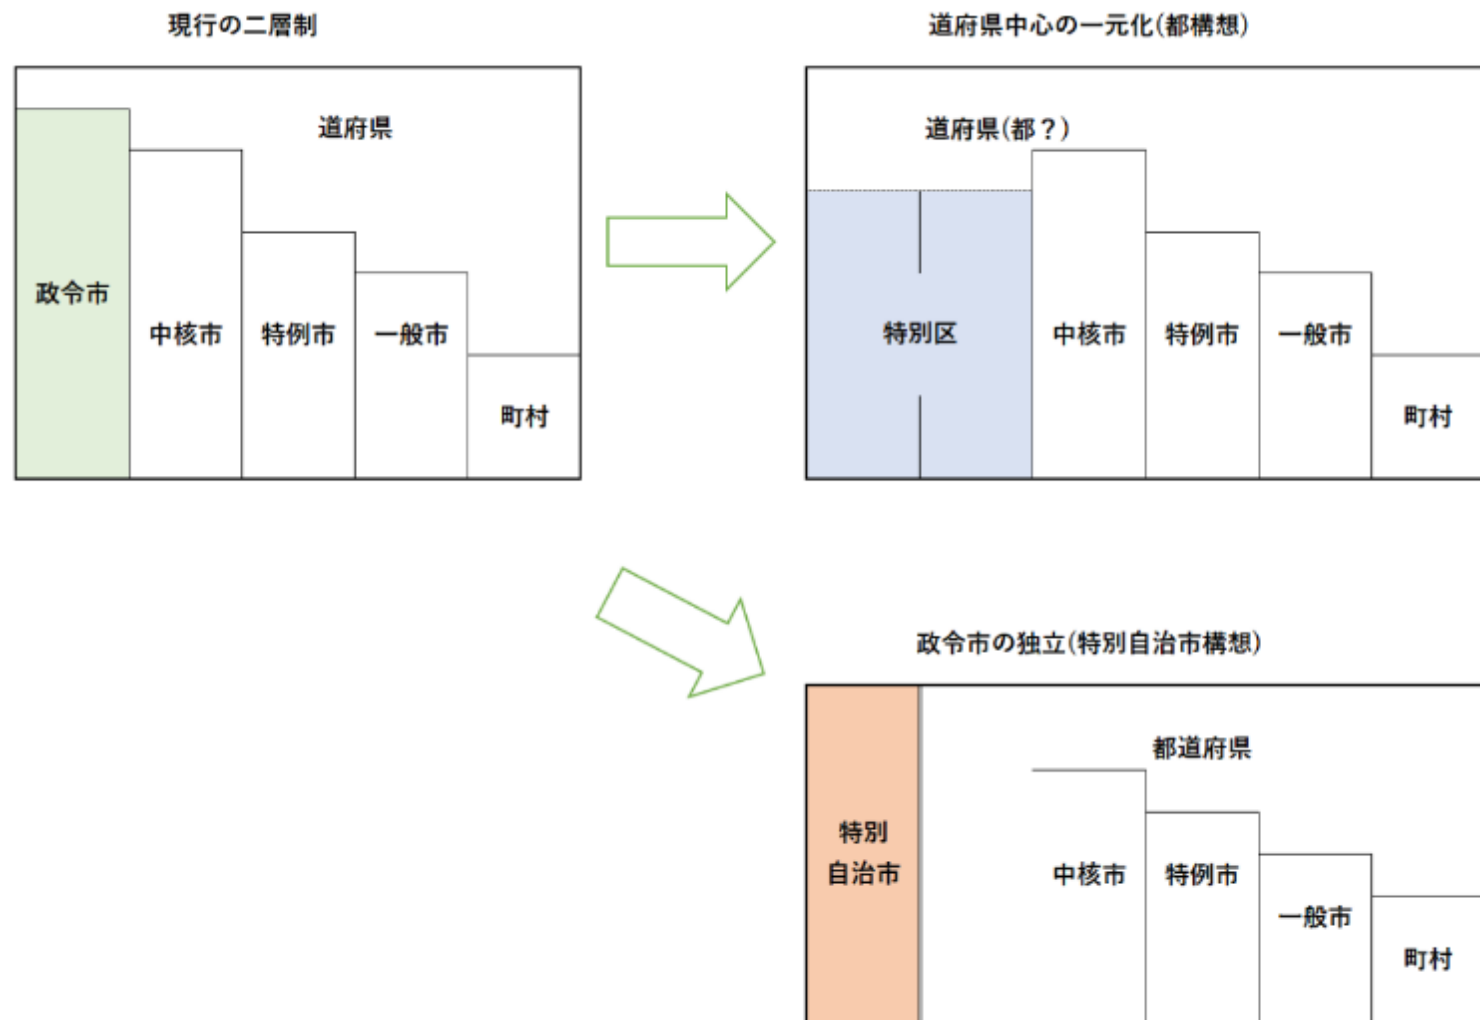 現行の二層制
道府県
政令市
中核市
特例市
一般市
町村
道府県中心の一元化(都構想)
道府県(都？)
特別区
中核市
特例市
一般市
町村
政令市の独立(特別自治市構想)
都道府県
特別
自治市
中核市
特例市
一般市
町村